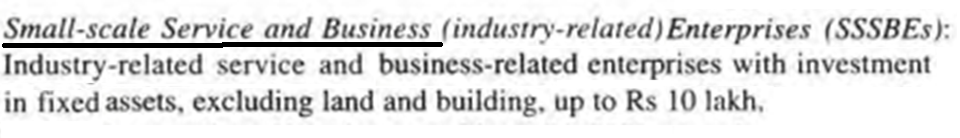 Small-scale Service and Business (industry-related) Enterprises (SSSBEs):
Industry-related service and business-related enterprises with investment
in fixed assets, excluding land and building, up to Rs 10 lakh,